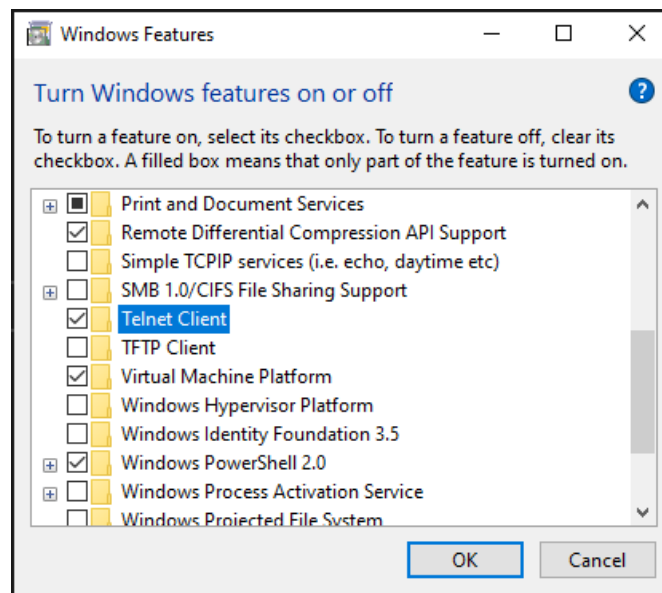 Windows Features
Turn Windows features on or off
?
To turn a feature on, select its checkbox. To turn a feature off, clear its
checkbox. A filled box means that only part of the feature is turned on.
Print and Document Services
Remote Differential Compression API Support
Simple TCPIP services (i.e. echo, daytime etc)
SMB 1.0/CIFS File Sharing Support
Telnet Client
TFTP Client
Virtual Machine Platform
Windows Hypervisor Platform
Windows Identity Foundation 3.5
Windows PowerShell 2.0
Windows Process Activation Service
Windows Projected File System
OK
Cancel